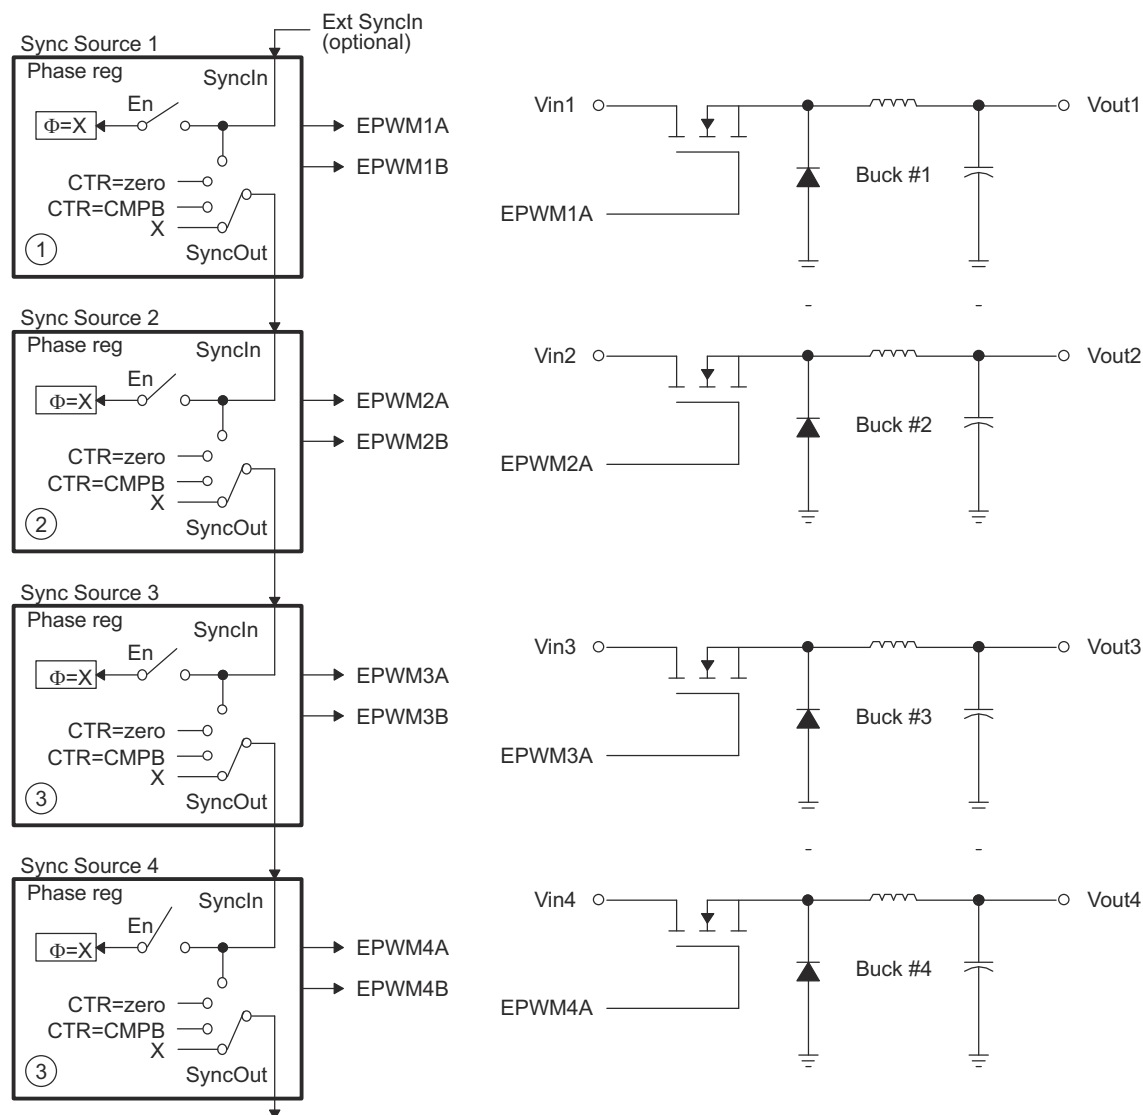 Ext SyncIn
(optional)
Sync Source 1
Phase reg
SyncIn
En
Φ=X
EPWM1A
EPWM1B
CTR=zero
CTR=CMPB
X
1
SyncOut
Sync Source 2
Phase reg
SyncIn
En
Φ=X
EPWM2A
EPWM2B
CTR=zero
CTR=CMPB
X
2
SyncOut
Sync Source 3
Phase reg
SyncIn
En
Φ=X
EPWM3A
EPWM3B
CTR=zero
CTR=CMPB
X
3
SyncOut
Sync Source 4
Phase reg
SyncIn
En
Φ=X
EPWM4A
EPWM4B
CTR=zero
CTR=CMPB
X
3
SyncOut
Vin1
Vout1
Buck #1
EPWM1A
Vin2
Vout2
Buck #2
EPWM2A
Vin3
Vout3
Buck #3
EPWM3A
Vin4
Vout4
Buck #4
EPWM4A